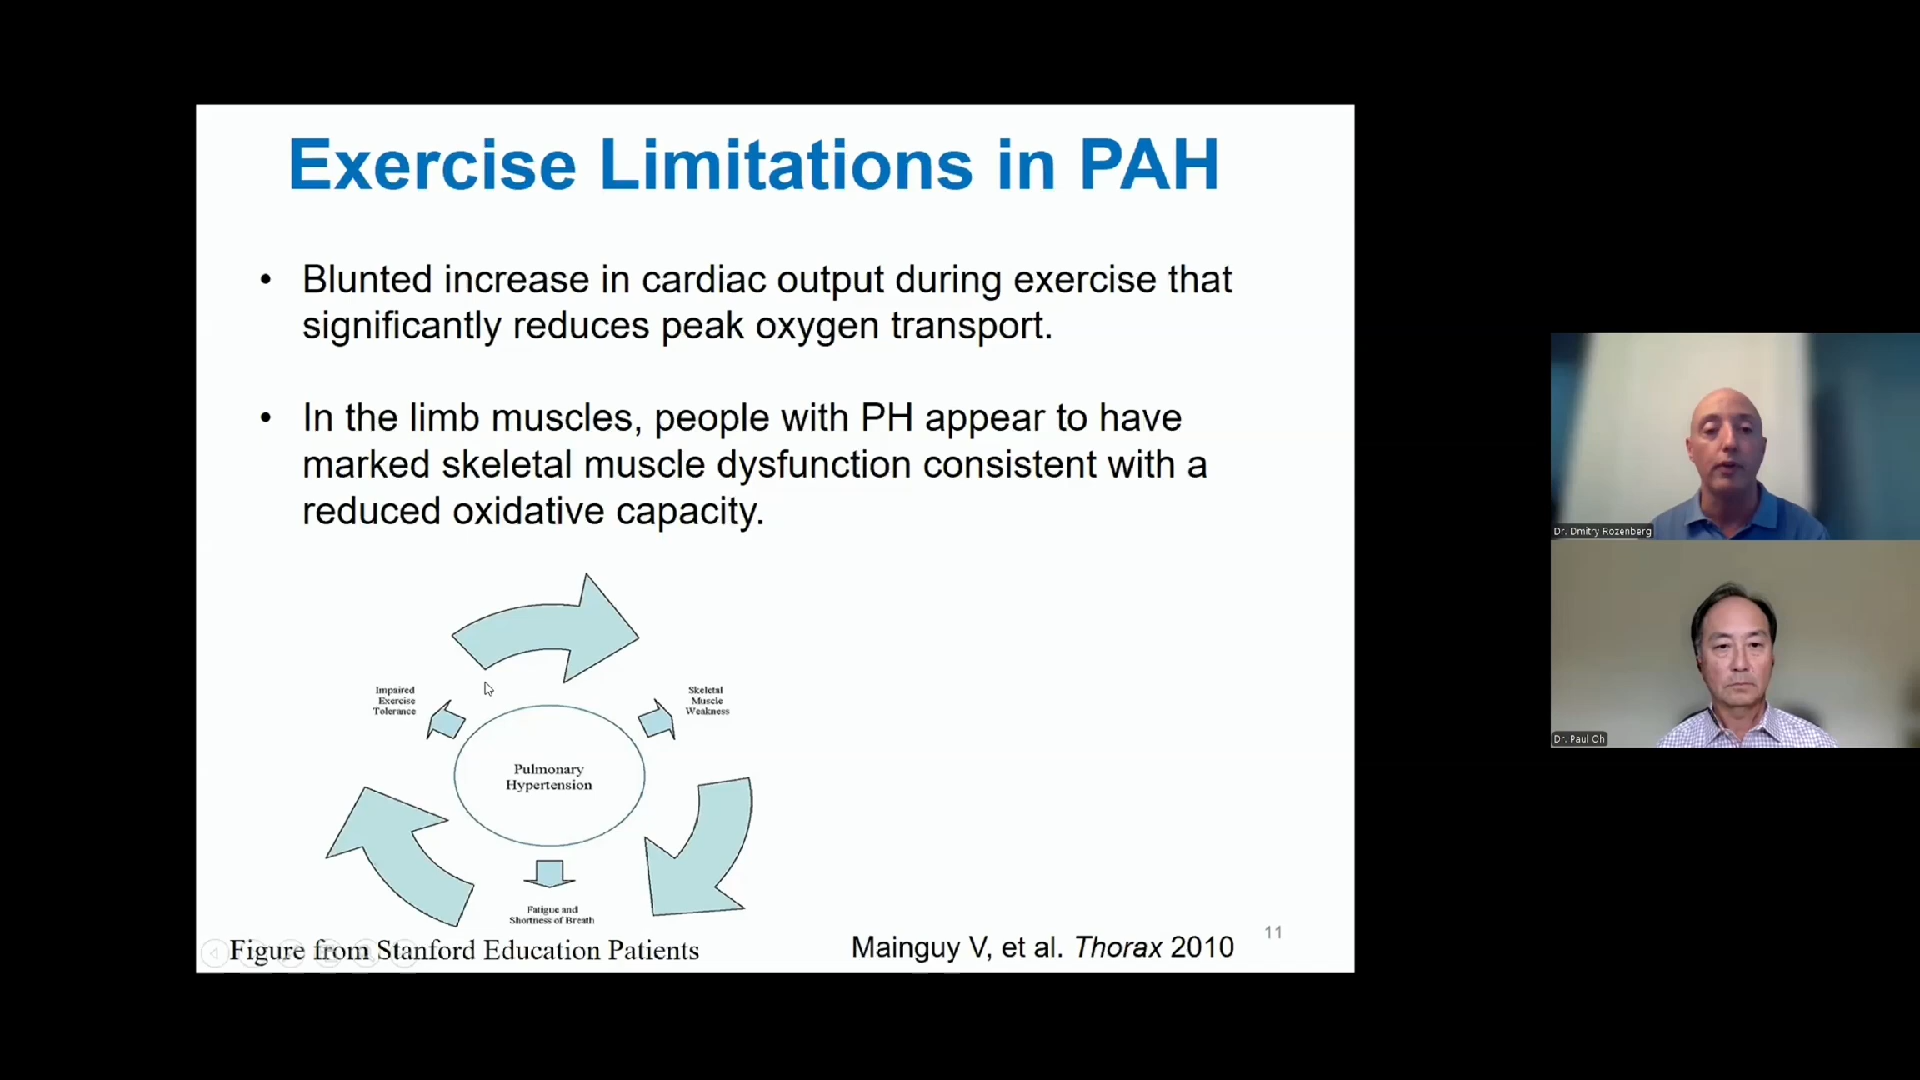 Exercise Limitations in PAH
• Blunted increase in cardiac output during exercise that
significantly reduces peak oxygen transport.
• In the limb muscles, people with PH appear to have
marked skeletal muscle dysfunction consistent with a
reduced oxidative capacity.
Impaired
Exercise
Tolerance
Skeletal
Muscle
Weakness
Pulmonary
Hypertension
Fatigue and
Shortness of Breath
Figure from Stanford Education Patients
Mainguy V, et al. Thorax 2010
11
Dr. Dmitry Rozenberg
Dr. Paul Oh